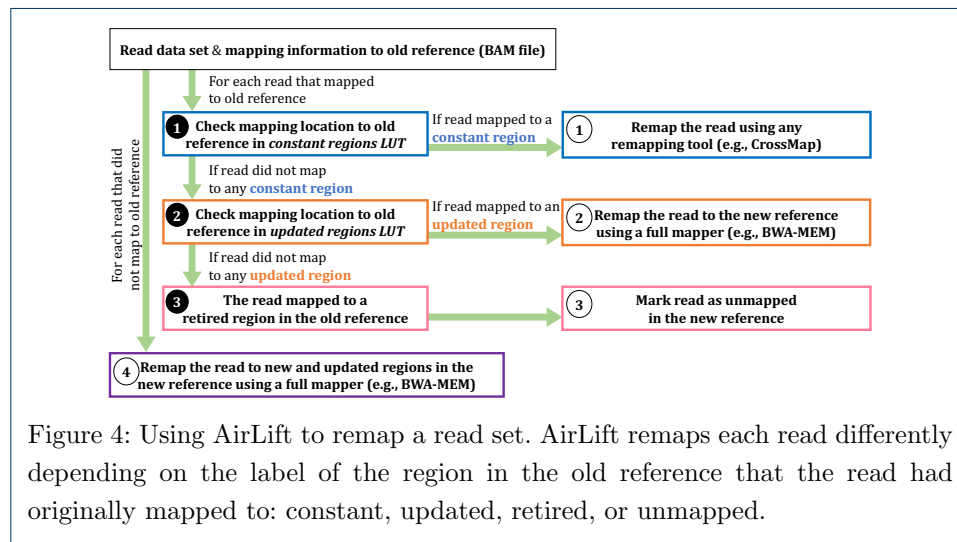 Read data set & mapping information to old reference (BAM file)
For each read that mapped
to old reference
For each read that did
not map to old reference
1
Check mapping location to old
reference in constant regions LUT
If read mapped to a
constant region
1
Remap the read using any
remapping tool (e.g., CrossMap)
If read did not map
to any constant region
2
Check mapping location to old
reference in updated regions LUT
If read mapped to an
updated region
2
Remap the read to the new reference
using a full mapper (e.g., BWA-MEM)
If read did not map
to any updated region
3
The read mapped to a
retired region in the old reference
3
Mark read as unmapped
in the new reference
4
Remap the read to new and updated regions in the
new reference using a full mapper (e.g., BWA-MEM)
Figure 4: Using AirLift to remap a read set. AirLift remaps each read differently
depending on the label of the region in the old reference that the read had
originally mapped to: constant, updated, retired, or unmapped.